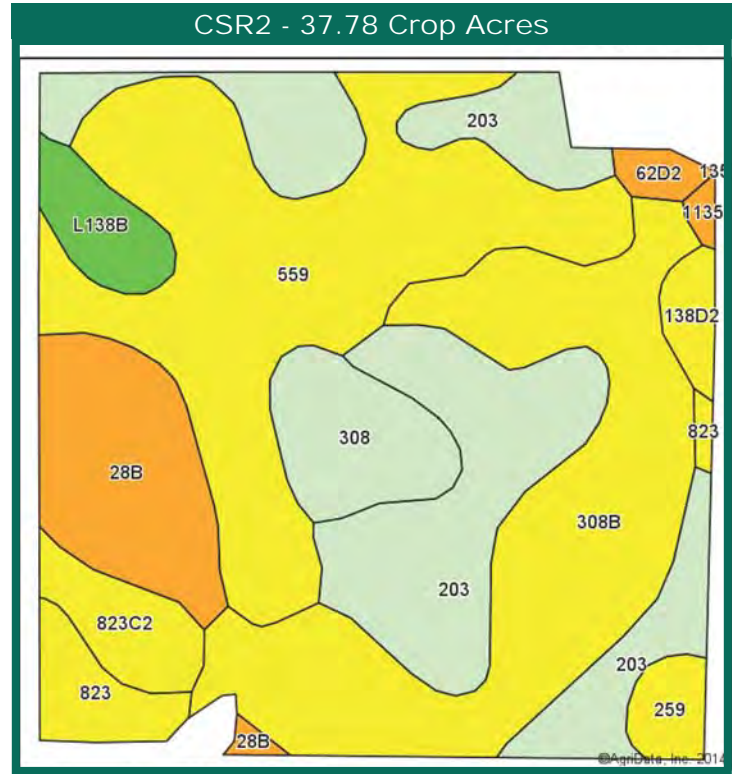 CSR2 - 37.78 Crop Acres
203
62D2
135
1135
L138B
559
138D2
308
823
28B
308B
203
823C2
203
823
259
28B
©AgriData, Inc. 2014